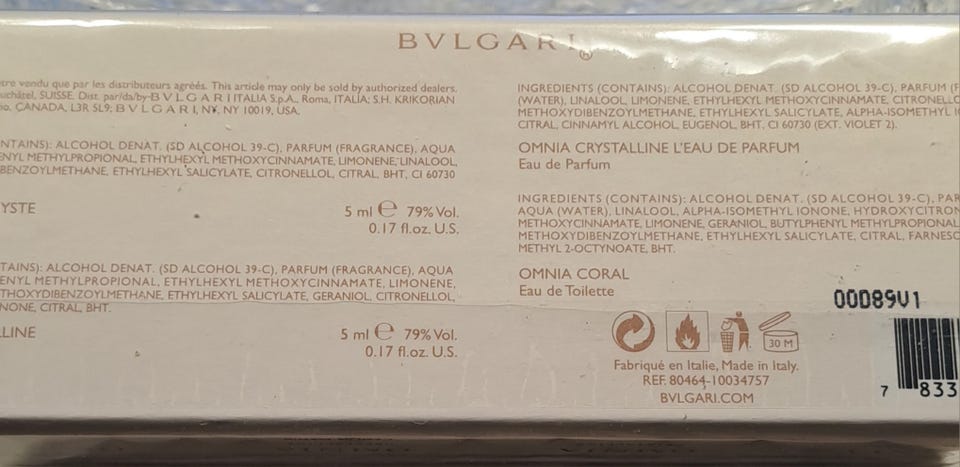 BVLGARI
®
tre vendu que par les distributeurs agréés. This article may only be sold by authorized dealers.
uchâtel, SUISSE. Dist. par/da/by-BVLGARI ITALIA S.p.A., Roma, ITALIA; S.H. KRIKORIAN
io, CANADA, L3R 5L9; BVLGARI, NY, NY 10019, USA.
NTAINS): ALCOHOL DENAT. (SD ALCOHOL 39-C), PARFUM (FRAGRANCE), AQUA
ENYL METHYLPROPIONAL, ETHYLHEXYL METHOXYCINNAMATE, LIMONENE, LINALOOL,
BENZOYLMETHANE, ETHYLHEXYL SALICYLATE, CITRONELLOL, CITRAL, BHT, CI 60730
YSTE
5 ml e 79% Vol.
0.17 fl.oz. U.S.
TAINS): ALCOHOL DENAT. (SD ALCOHOL 39-C), PARFUM (FRAGRANCE), AQUA
ENYL METHYLPROPIONAL, ETHYLHEXYL METHOXYCINNAMATE, LIMONENE,
THOXYDIBENZOYLMETHANE, ETHYLHEXYL SALICYLATE, GERANIOL, CITRONELLOL,
NONE, CITRAL, BHT.
LLINE
5 ml e 79% Vol.
0.17 fl.oz. U.S.
INGREDIENTS (CONTAINS): ALCOHOL DENAT. (SD ALCOHOL 39-C), PARFUM (F
(WATER), LINALOOL, LIMONENE, ETHYLHEXYL METHOXYCINNAMATE, CITRONELLO
METHOXYDIBENZOYLMETHANE, ETHYLHEXYL SALICYLATE, ALPHA-ISOMETHYL I
CITRAL, CINNAMYL ALCOHOL, EUGENOL, BHT, CI 60730 (EXT. VIOLET 2).
OMNIA CRYSTALLINE L'EAU DE PARFUM
Eau de Parfum
INGREDIENTS (CONTAINS): ALCOHOL DENAT. (SD ALCOHOL 39-C), PAR
AQUA (WATER), LINALOOL, ALPHA-ISOMETHYL IONONE, HYDROXYCITRON
METHOXYCINNAMATE, LIMONENE, GERANIOL, BUTYLPHENYL METHYLPROPIONAL
METHOXYDIBENZOYLMETHANE, ETHYLHEXYL SALICYLATE, CITRAL, FARNESO
METHYL 2-OCTYNOATE, BHT.
OMNIA CORAL
Eau de Toilette
00D89V1
30 M
Fabriqué en Italie, Made in Italy.
REF. 80464-10034757
BVLGARI.COM
7 833